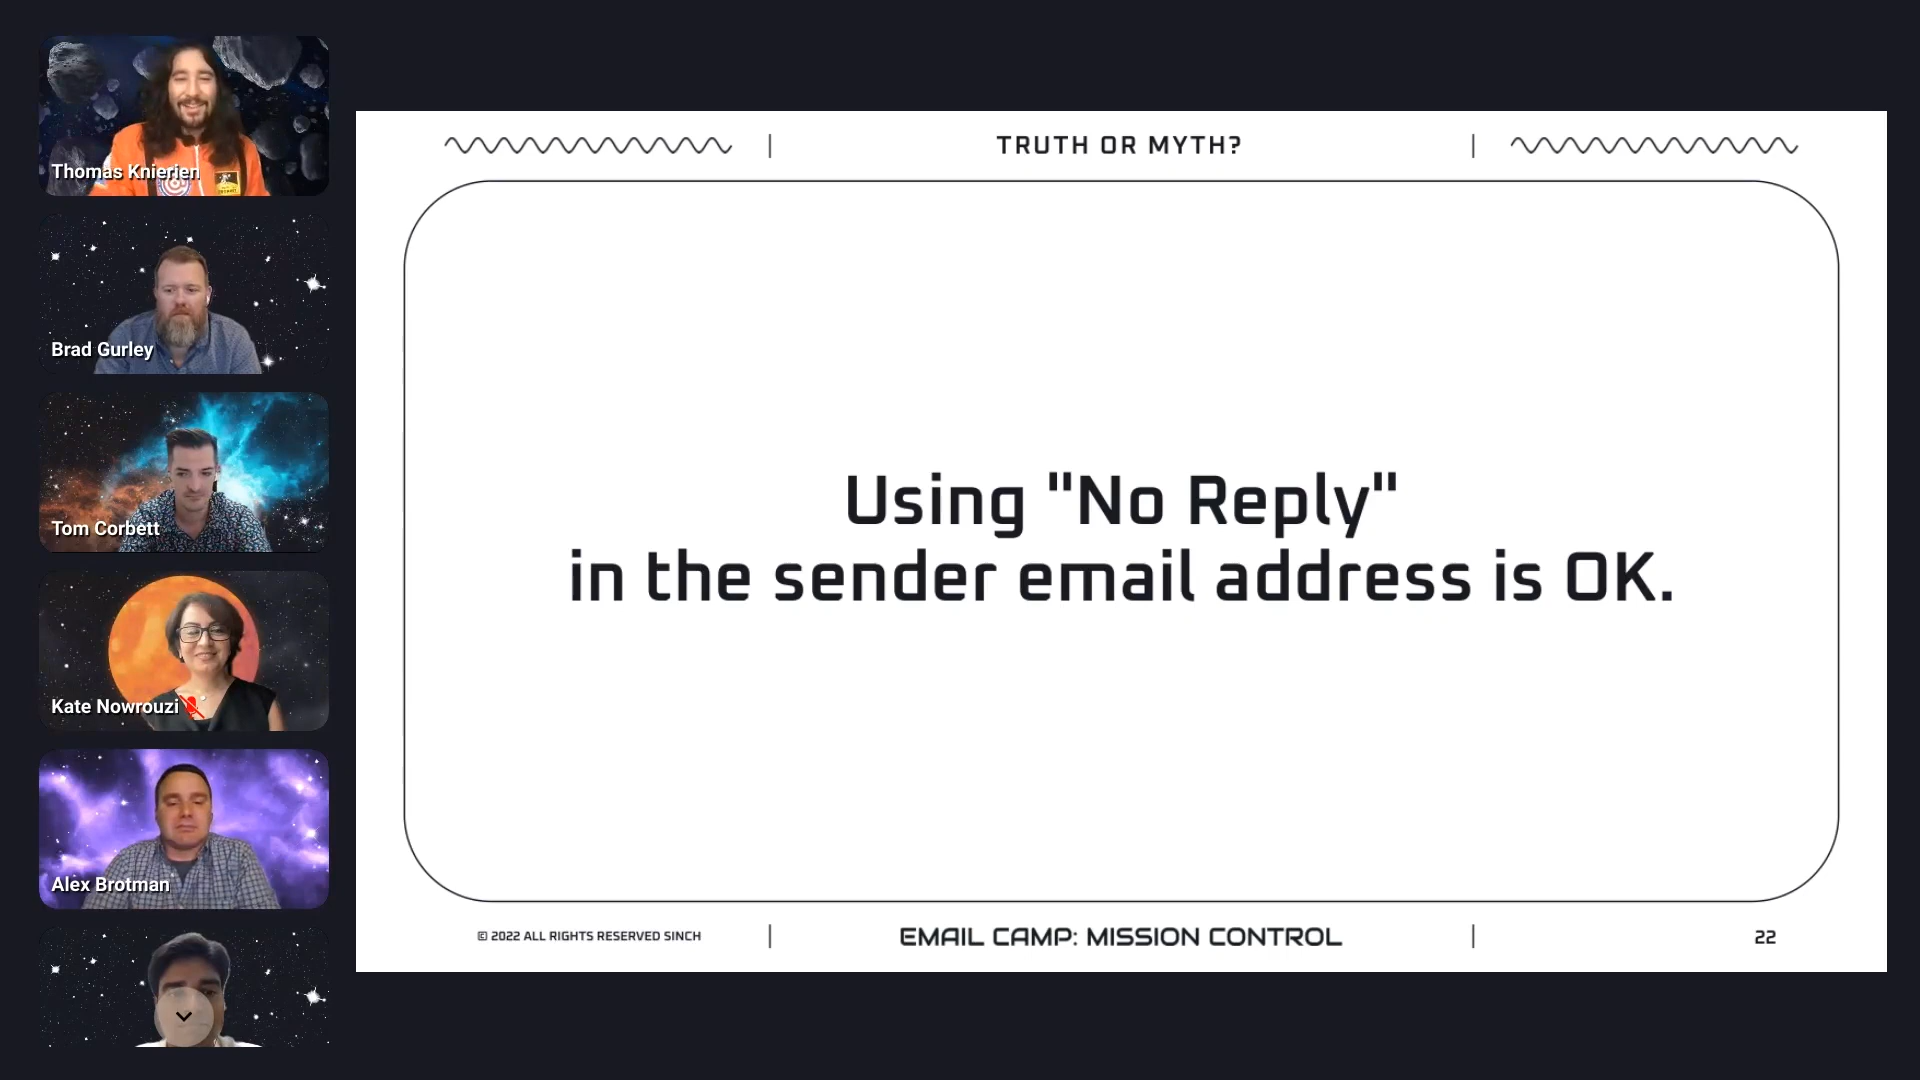 Thomas Knierien
Brad Gurley
Tom Corbett
Kate Nowrouzi
Alex Brotman
TRUTH OR MYTH?
Using "No Reply"
in the sender email address is OK.
© 2022 ALL RIGHTS RESERVED SINCH
EMAIL CAMP: MISSION CONTROL
22